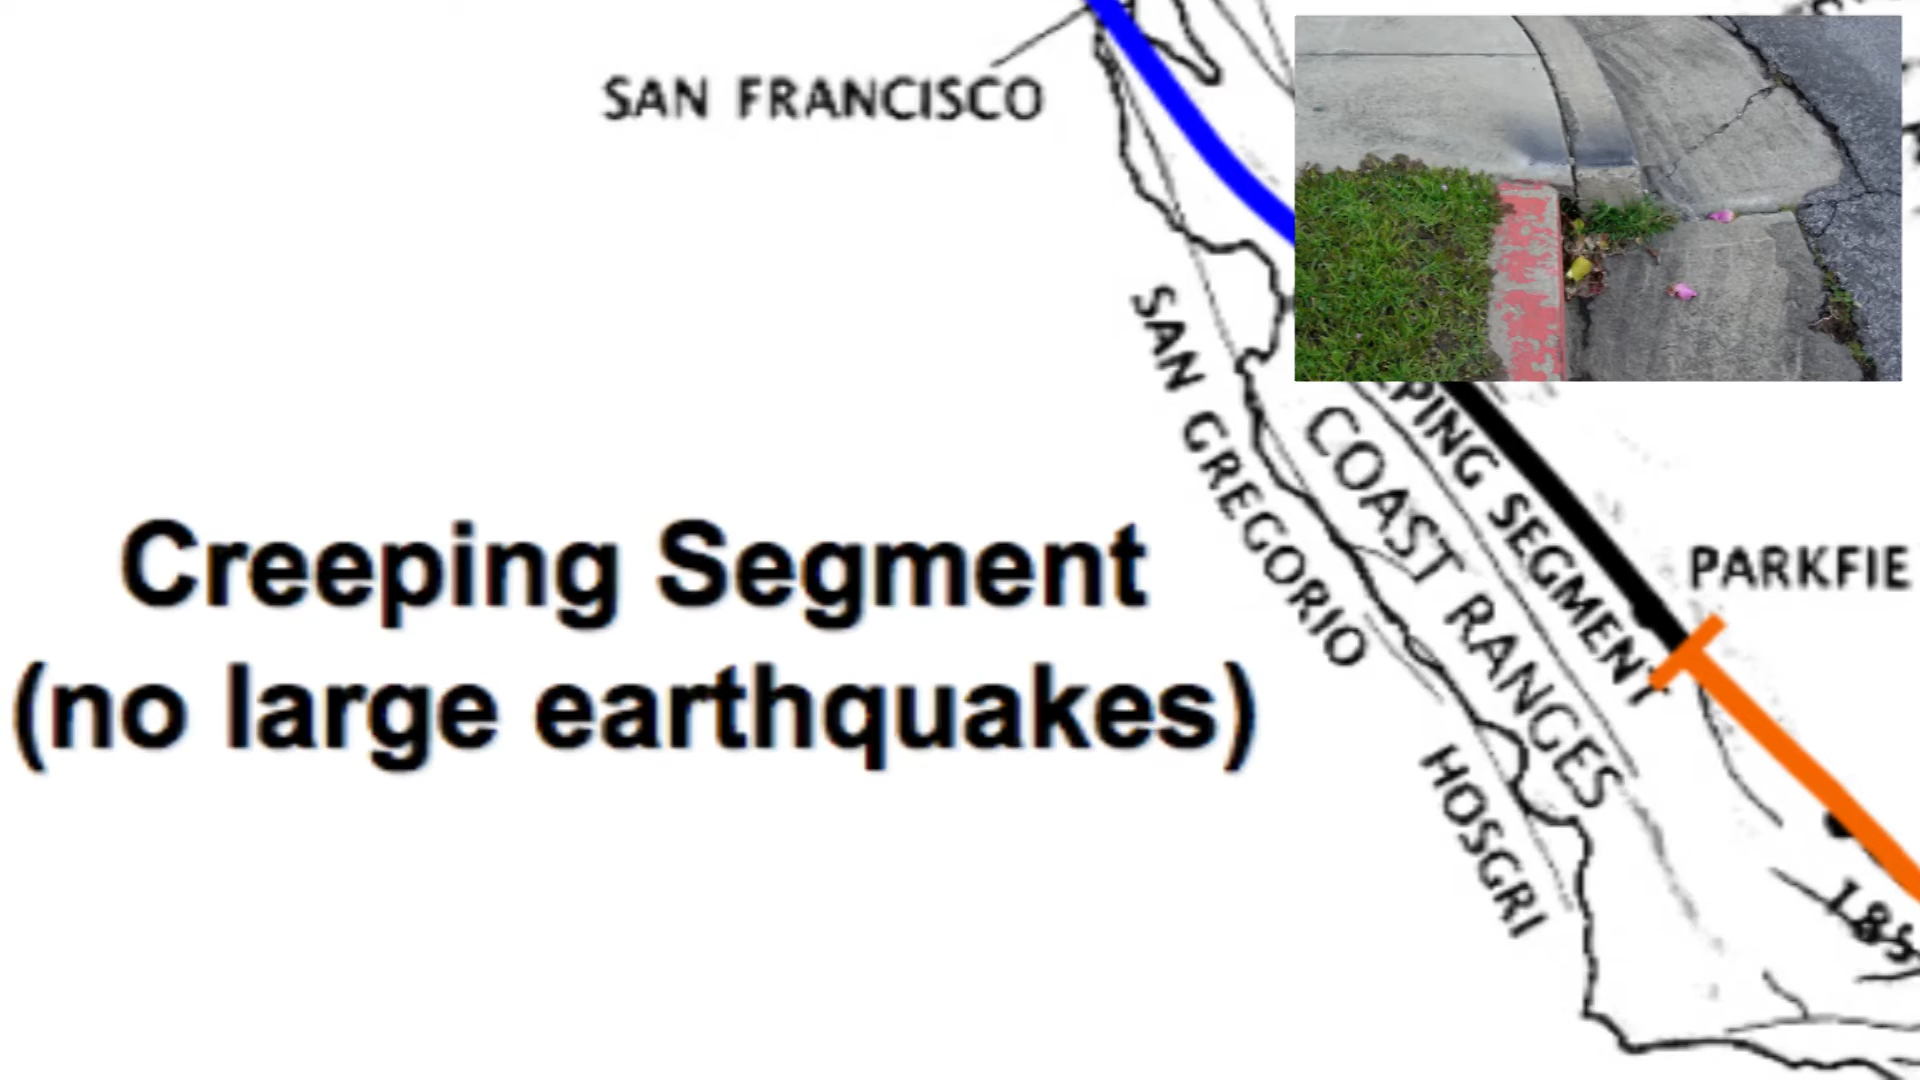 SAN FRANCISCO
SAN GREGORIO
COAST RANGES
PING SEGMENT
PARKFIE
Creeping Segment
(no large earthquakes)
HOSGRI
185